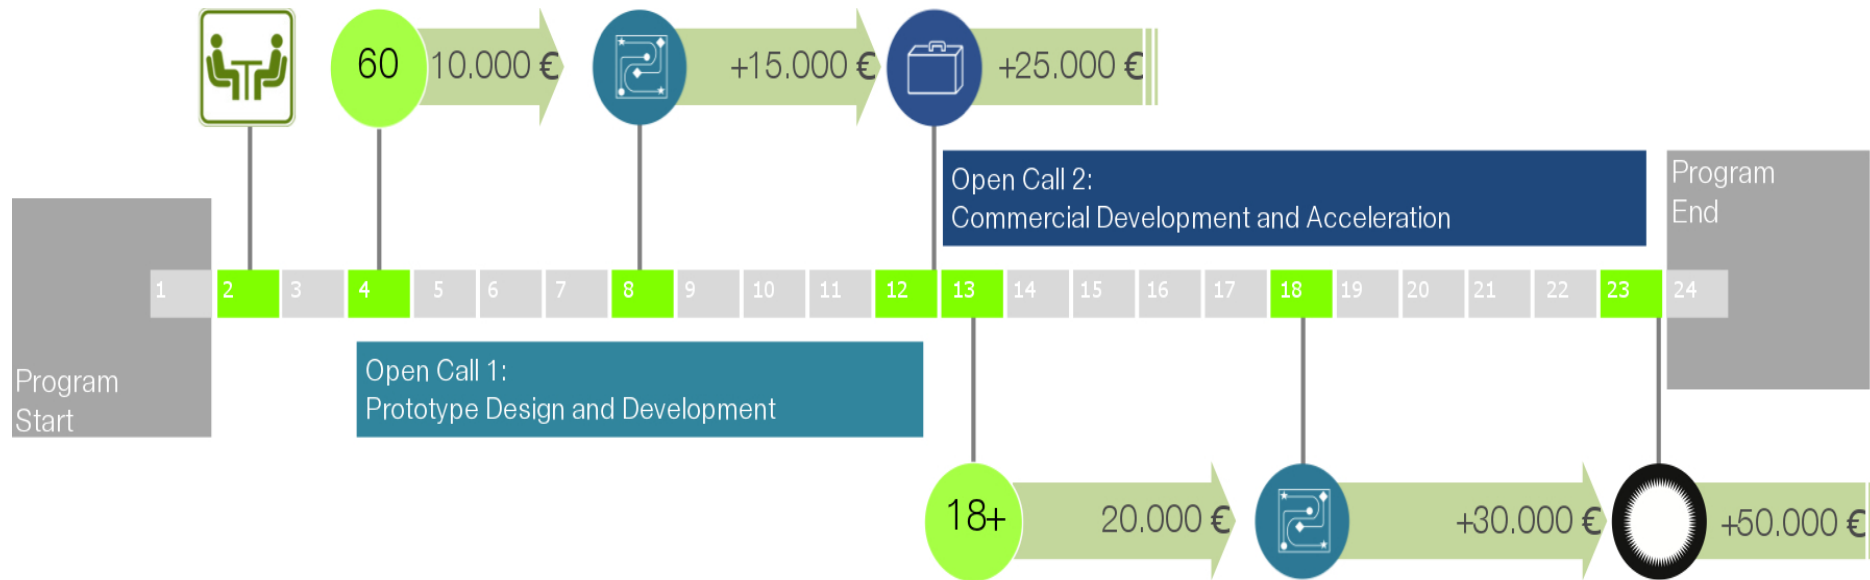 60
10.000 €
+15.000 €
+25.000 €
Open Call 2:
Commercial Development and Acceleration
Program
End
1 2 3 4 5 6 7 8 9 10 11 12 13 14 15 16 17 18 19 20 21 22 23 24
Program
Start
Open Call 1:
Prototype Design and Development
18+
20.000 €
+30.000 €
+50.000 €